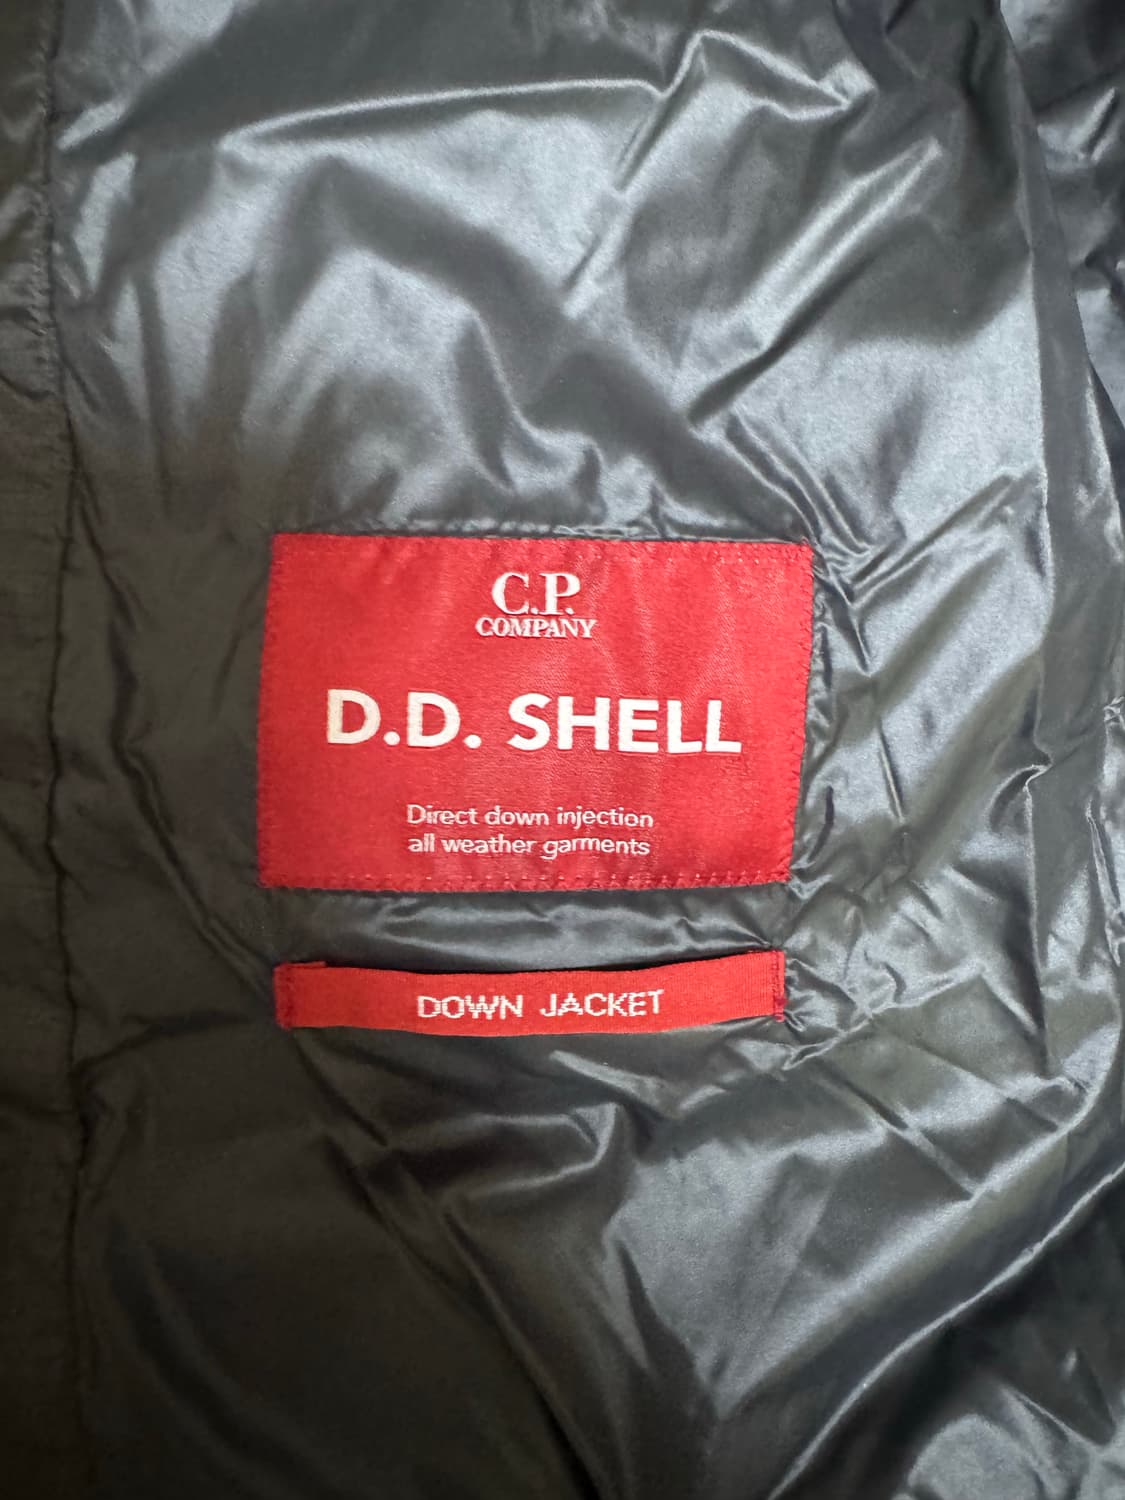 C.P.
COMPANY
D.D. SHELL
Direct down injection
all weather garments
DOWN JACKET